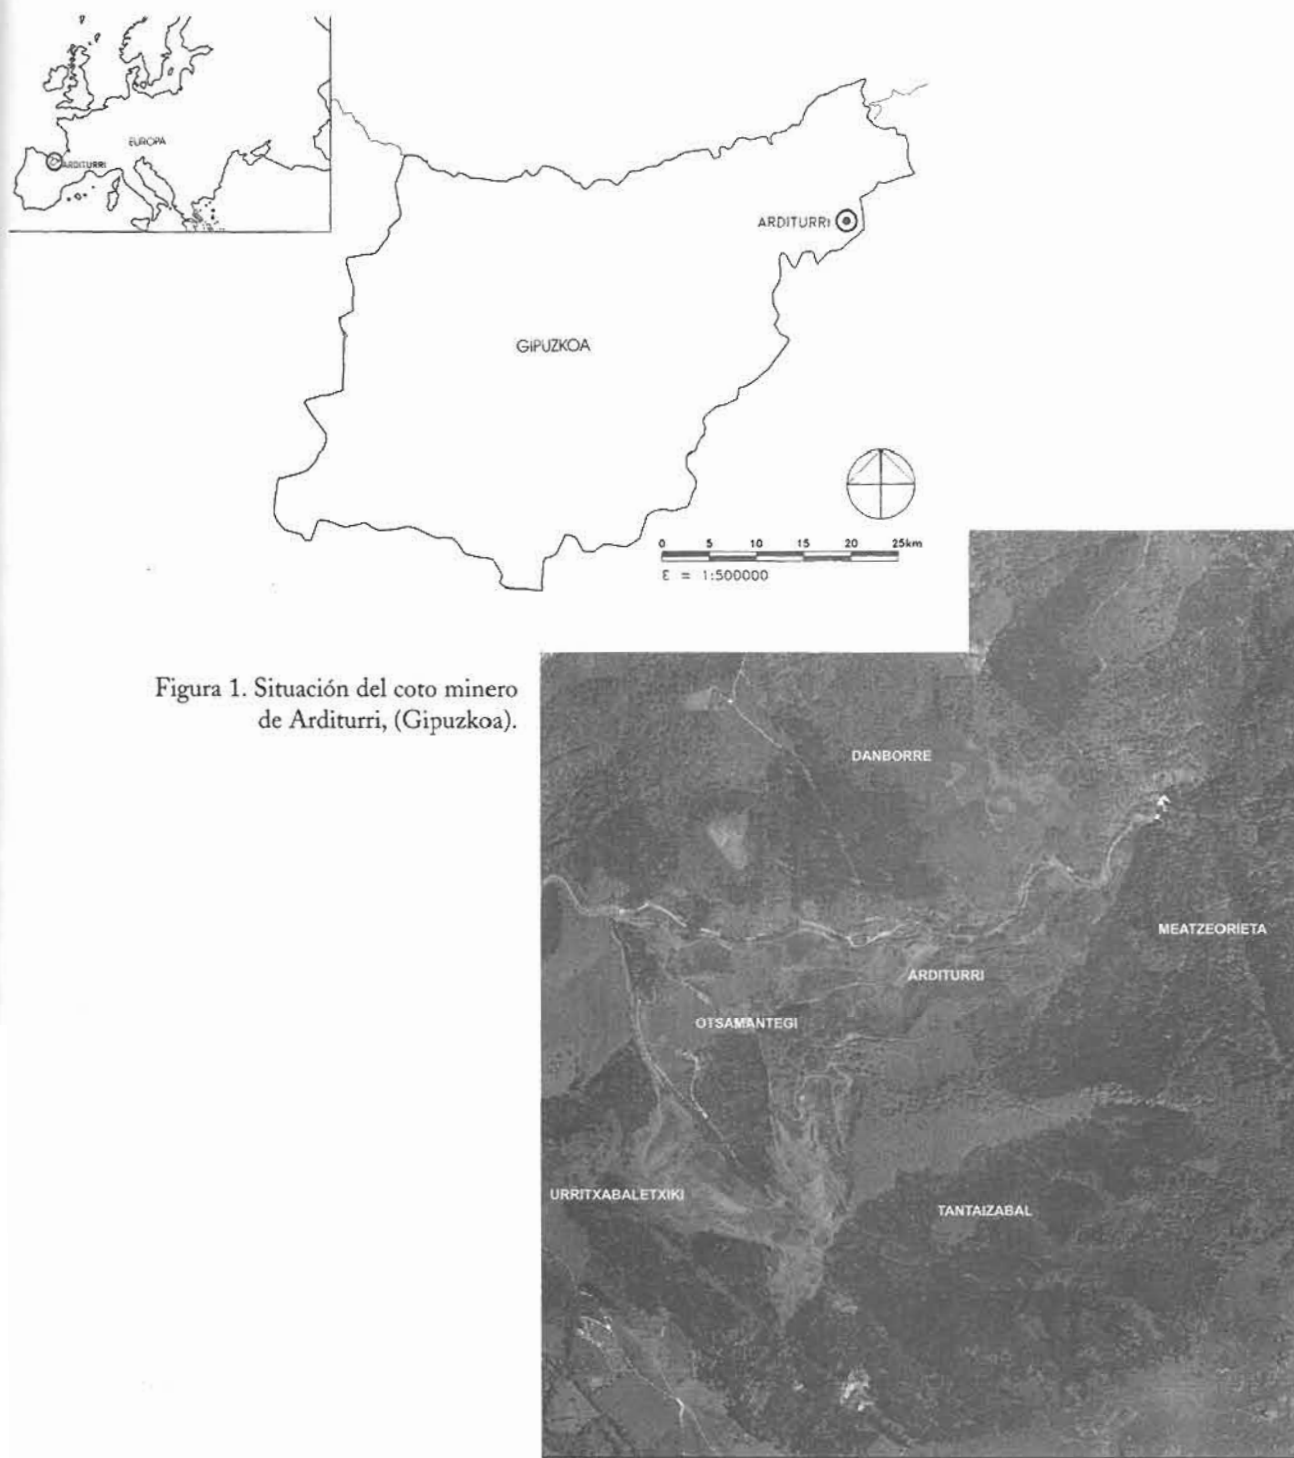 EUROPA
ARDITURRI
ARDITURRI
GIPUZKOA
0 5 10 15 20 25km
E = 1:500000
Figura 1. Situación del coto minero
de Arditurri, (Gipuzkoa).
DANBORRE
MEATZEORIETA
ARDITURRI
OTSAMANTEGI
URRITXABALETXIKI
TANTAIZABAL